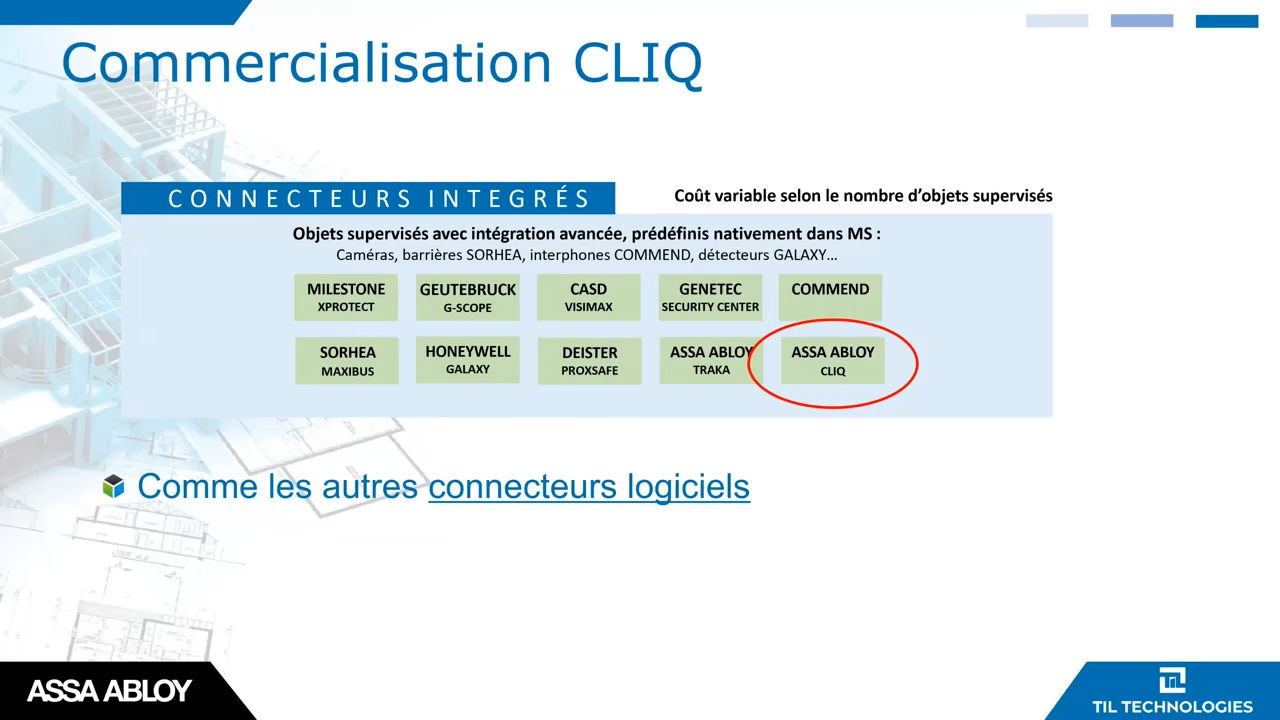 Commercialisation CLIQ
CONNECTEURS INTEGRÉS
Coût variable selon le nombre d’objets supervisés
Objets supervisés avec intégration avancée, prédéfinis nativement dans MS :
Caméras, barrières SORHEA, interphones COMMEND, détecteurs GALAXY…
MILESTONE
XPROTECT
GEUTEBRUCK
G-SCOPE
CASD
VISIMAX
GENETEC
SECURITY CENTER
COMMEND
SORHEA
MAXIBUS
HONEYWELL
GALAXY
DEISTER
PROXSAFE
ASSA ABLOY
TRAKA
ASSA ABLOY
CLIQ
Comme les autres connecteurs logiciels
ASSA ABLOY
TIL TECHNOLOGIES